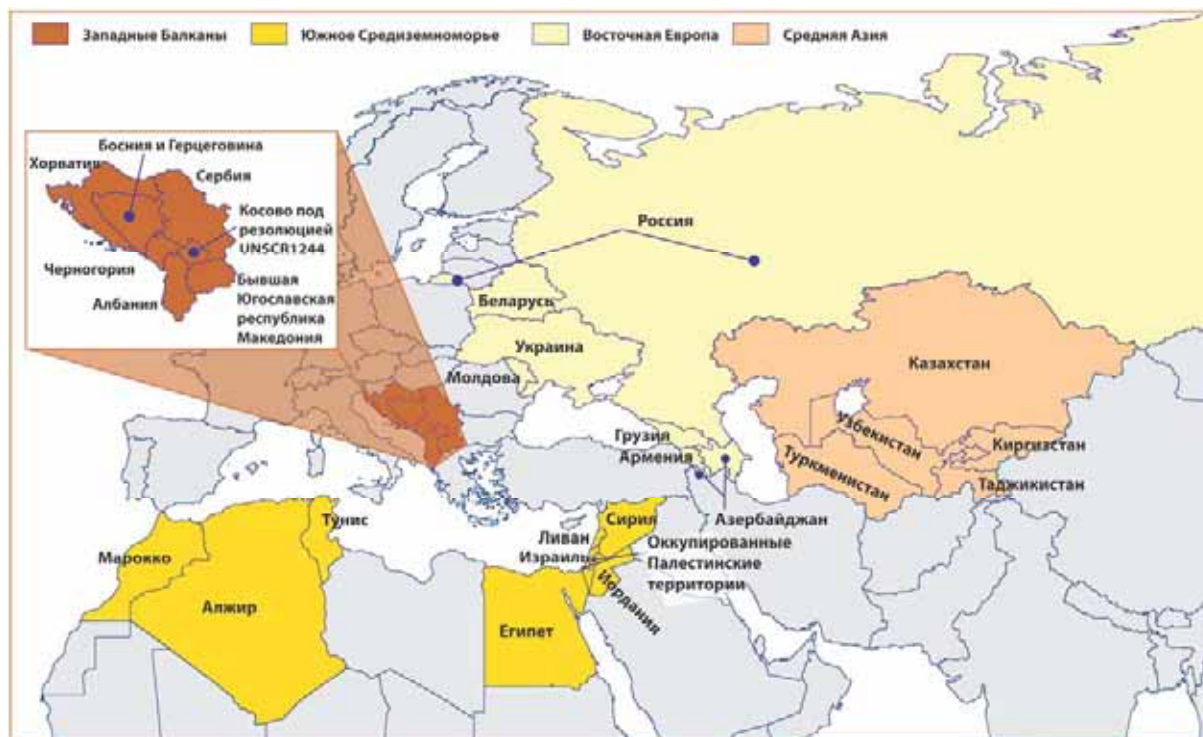 Западные Балканы
Южное Средиземноморье
Восточная Европа
Средняя Азия
Босния и Герцеговина
Хорватия
Сербия
Косово под
резолюцией
UNSCR1244
Черногория
Албания
Бывшая
Югославская
республика
Македония
Россия
Беларусь
Украина
Молдова
Казахстан
Грузия
Армения
Узбекистан
Киргизстан
Туркменистан
Таджикистан
Азербайджан
Тунис
Марокко
Алжир
Ливан
Сирия
Израиль
Оккупированные
Палестинские
территории
Иордания
Египет